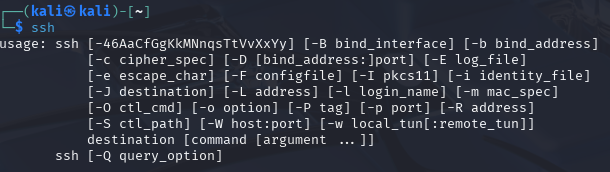 ┌──(kali㉿kali)-[~]
└─$ ssh
usage: ssh [-46AaCfGgKkMNnqsTtVvXxYy] [-B bind_interface] [-b bind_address]
           [-c cipher_spec] [-D [bind_address:]port] [-E log_file]
           [-e escape_char] [-F configfile] [-I pkcs11] [-i identity_file]
           [-J destination] [-L address] [-l login_name] [-m mac_spec]
           [-O ctl_cmd] [-o option] [-P tag] [-p port] [-R address]
           [-S ctl_path] [-W host:port] [-w local_tun[:remote_tun]]
           destination [command [argument ...]]
       ssh [-Q query_option]